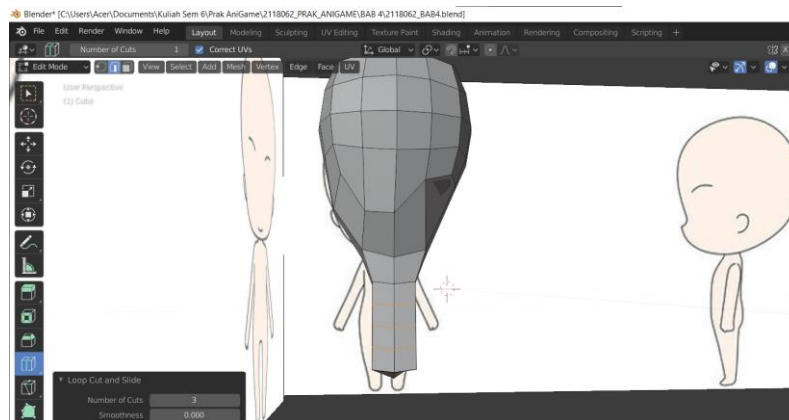 Blender* [C:\Users\Acer\Documents\Kuliah Sem 6\Prak AniGame\2118062_PRAK_ANIGAME\BAB 4\2118062_BAB4.blend]
File Edit Render Window Help Layout Modeling Sculpting UV Editing Texture Paint Shading Animation Rendering Compositing Scripting +
Number of Cuts 1 Correct UVs Global
Edit Mode View Select Add Mesh Vertex Edge Face UV
User Perspective
(1) Cube
Loop Cut and Slide
Number of Cuts 3
Smoothness 0.000